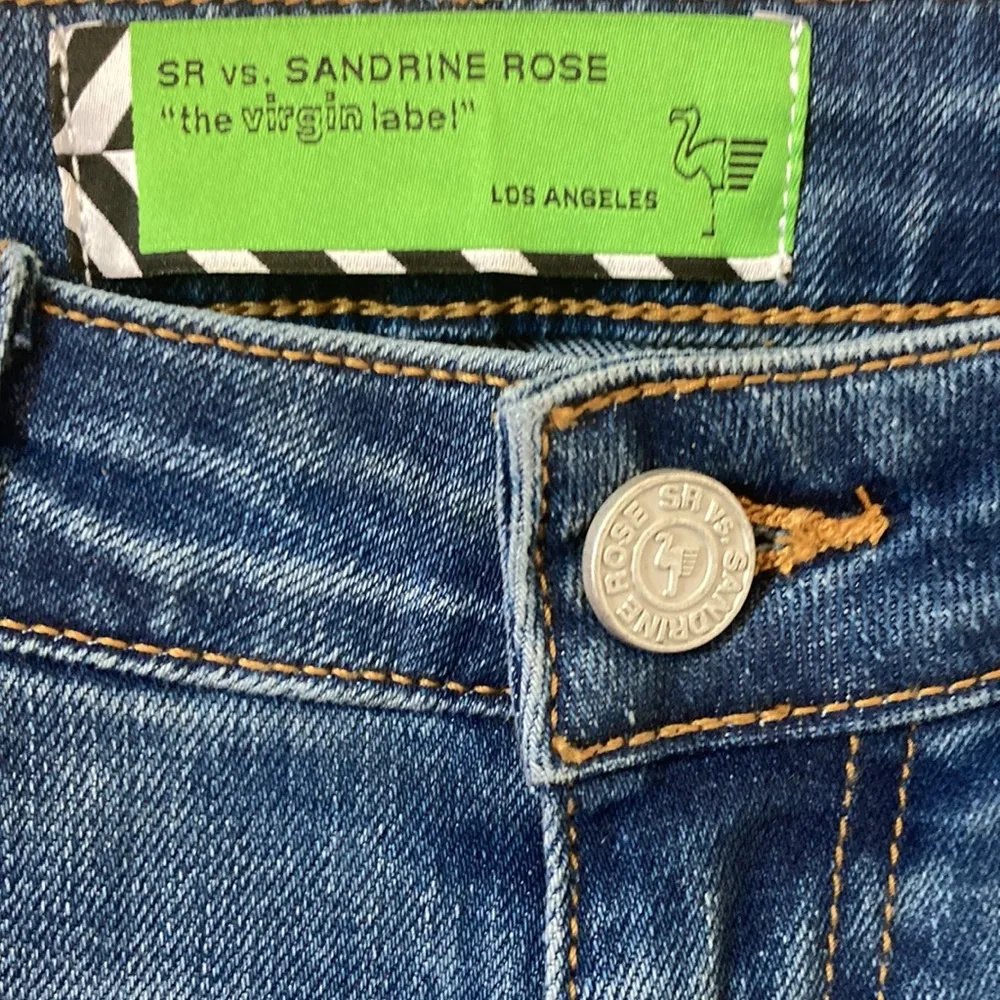 SR vs. SANDRINE ROSE
"the virgin label"
LOS ANGELES
SR VS. SANDRINE ROSE